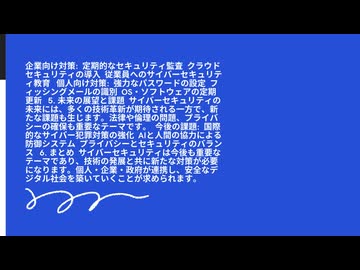 企業向け対策: 定期的なセキュリティ監査 クラウド
セキュリティの導入 従業員へのサイバーセキュリテ
ィ教育 個人向け対策: 強力なパスワードの設定 フ
ィッシングメールの識別 OS・ソフトウェアの定期的
更新 5. 未来の展望と課題 サイバーセキュリティの
未来には、多くの技術革新が期待される一方で、新
たな課題も生じます。法律や倫理の問題、プライバ
シーの確保も重要なテーマです。 今後の課題: 国際
的なサイバー犯罪対策の強化 AIと人間の協力による
防御システム プライバシーとセキュリティのバラン
ス 6. まとめ サイバーセキュリティは今後も重要な
テーマであり、技術の発展と共に新たな対策が必要
になります。個人・企業・政府が連携し、安全なデ
ジタル社会を築いていくことが求められます。